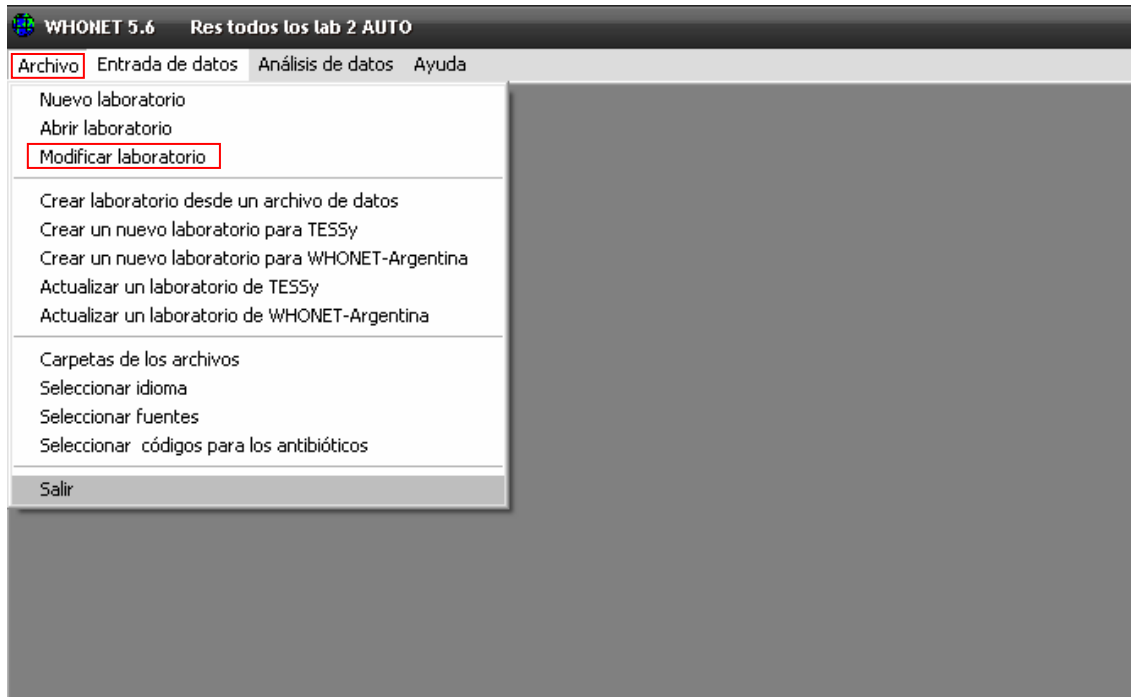 WHONET 5.6 Res todos los lab 2 AUTO
Archivo Entrada de datos Análisis de datos Ayuda
Nuevo laboratorio
Abrir laboratorio
Modificar laboratorio
Crear laboratorio desde un archivo de datos
Crear un nuevo laboratorio para TESSy
Crear un nuevo laboratorio para WHONET-Argentina
Actualizar un laboratorio de TESSy
Actualizar un laboratorio de WHONET-Argentina
Carpetas de los archivos
Seleccionar idioma
Seleccionar fuentes
Seleccionar códigos para los antibióticos
Salir